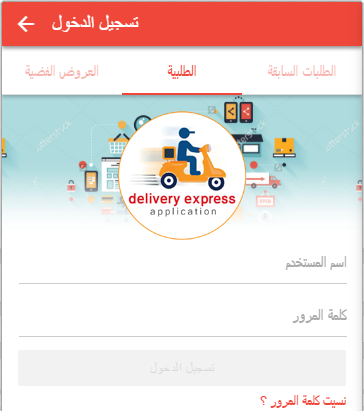 تسجيل الدخول
الطلبات السابقة
الطلبية
العروض الفضية
delivery express
application
اسم المستخدم
كلمة المرور
تسجيل الدخول
نسيت كلمة المرور ؟